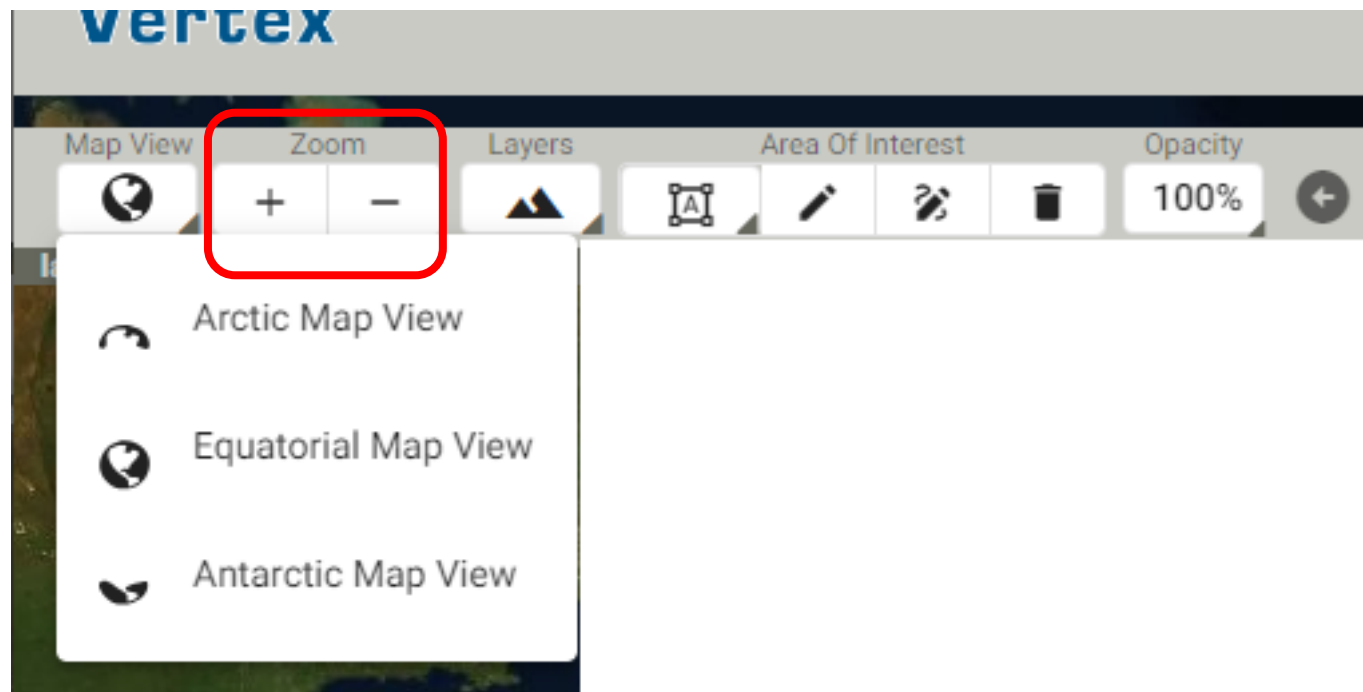 Vertex
Map View Zoom Layers Area Of Interest Opacity
+ − A 100%
Arctic Map View
Equatorial Map View
Antarctic Map View